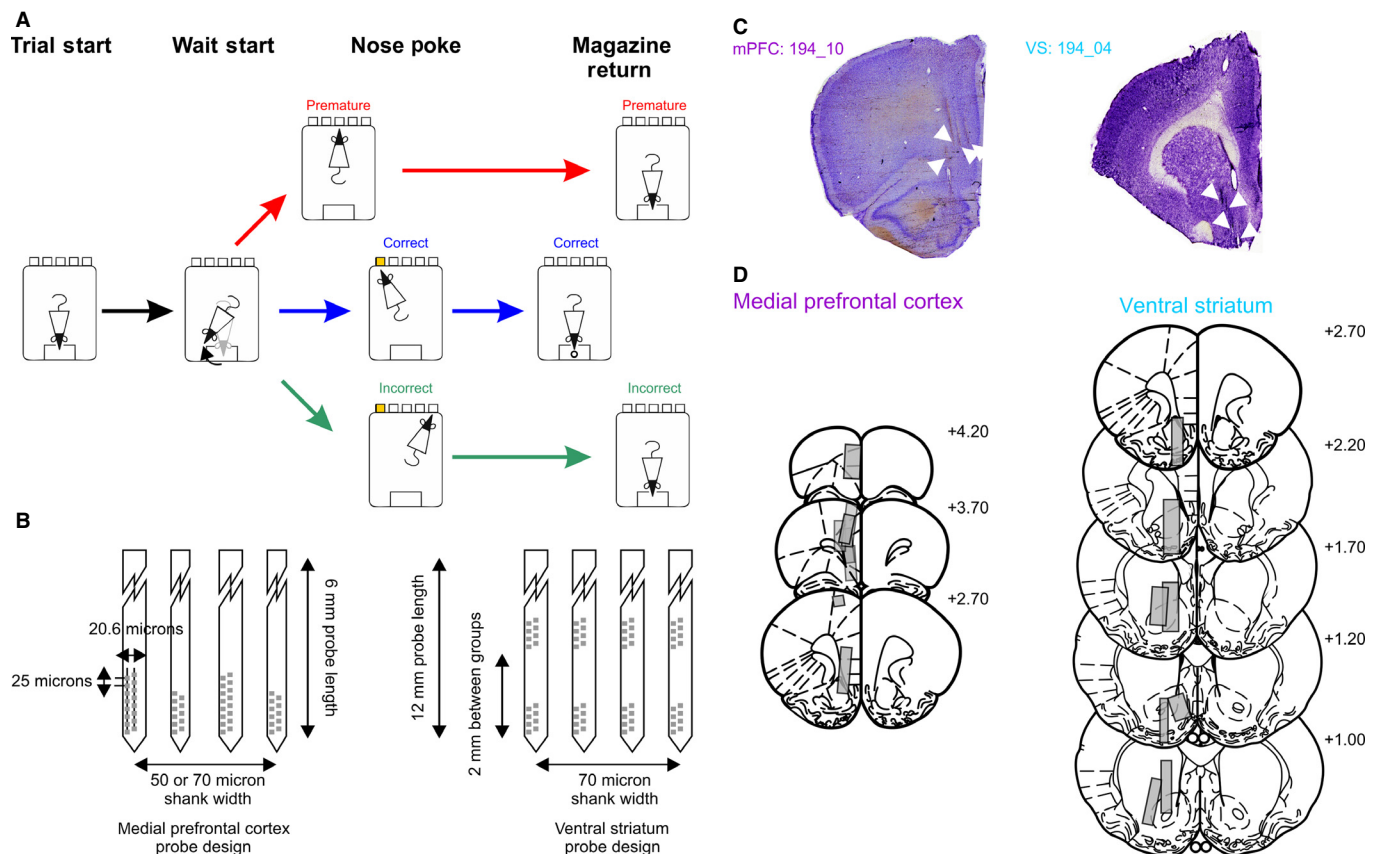 A
Trial start
Wait start
Nose poke
Magazine
return
Premature
Premature
Correct
Correct
Incorrect
Incorrect
B
20.6 microns
25 microns
6 mm probe length
50 or 70 micron
shank width
Medial prefrontal cortex
probe design
12 mm probe length
2 mm between groups
70 micron
shank width
Ventral striatum
probe design
C
mPFC: 194_10
VS: 194_04
D
Medial prefrontal cortex
+4.20
+3.70
+2.70
Ventral striatum
+2.70
+2.20
+1.70
+1.20
+1.00